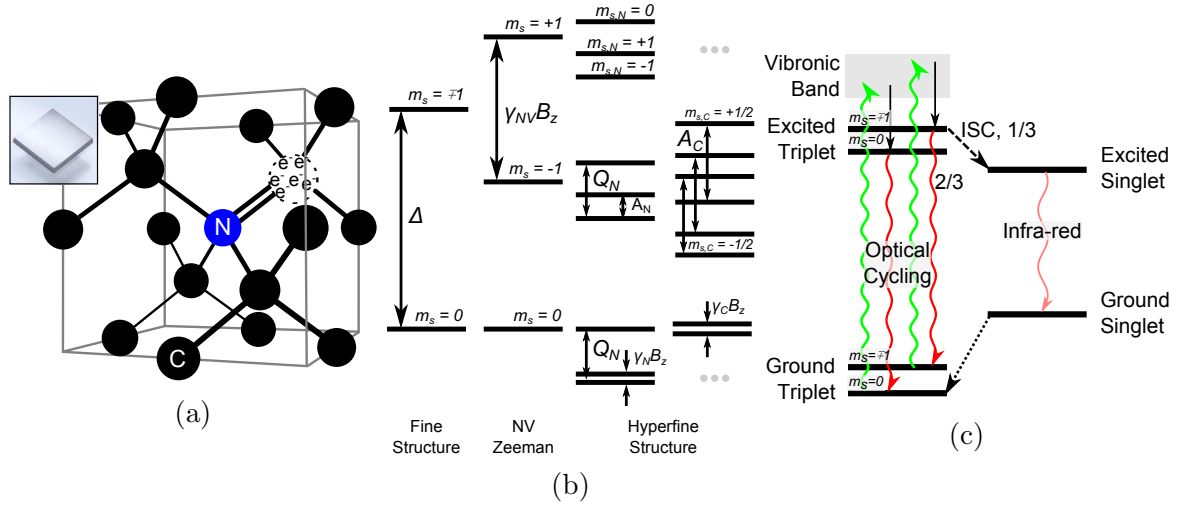 N
C
e⁻
e⁻
e⁻
e⁻
e⁻
e⁻
(a)
m_s = ∓1
Δ
m_s = 0
Fine
Structure
m_s = +1
γ_NV B_z
m_s = -1
m_s = 0
NV
Zeeman
m_s,N = 0
m_s,N = +1
m_s,N = -1
Q_N
A_N
Q_N
γ_N B_z
m_s,C = +1/2
A_C
m_s,C = -1/2
γ_C B_z
Hyperfine
Structure
(b)
Vibronic
Band
Excited
Triplet
m_s=∓1
m_s=0
ISC, 1/3
2/3
Optical
Cycling
Excited
Singlet
Infra-red
Ground
Singlet
Ground
Triplet
m_s=∓1
m_s=0
(c)